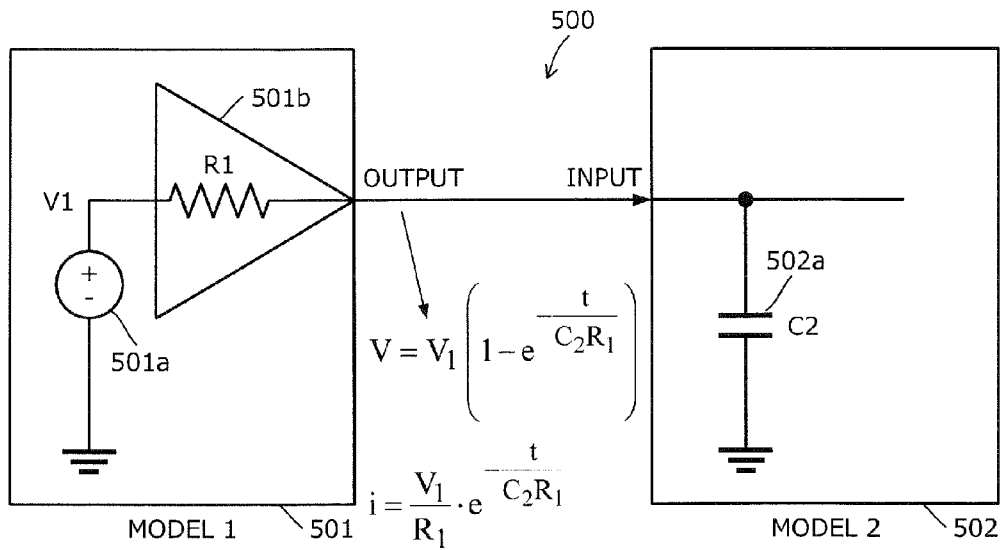 500
501b
R1
V1
OUTPUT
INPUT
+
-
501a
502a
C2
V = V₁ (1 − e^(−t/(C₂R₁)))
i = V₁/R₁ · e^(−t/(C₂R₁))
MODEL 1
501
MODEL 2
502